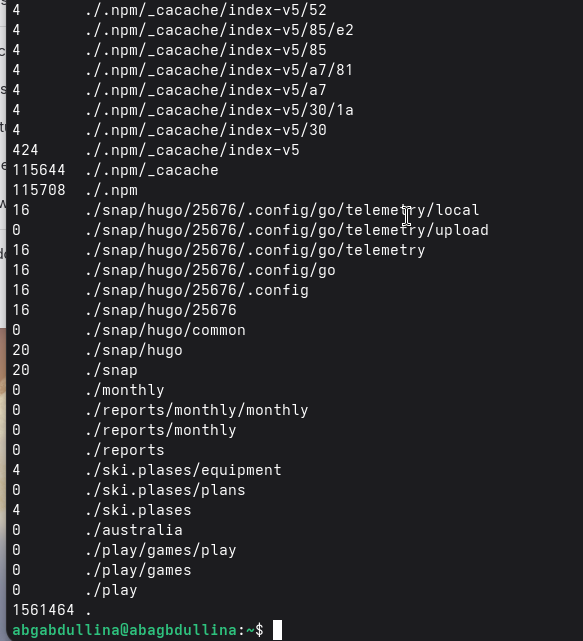 4       ./.npm/_cacache/index-v5/52
4       ./.npm/_cacache/index-v5/85/e2
4       ./.npm/_cacache/index-v5/85
4       ./.npm/_cacache/index-v5/a7/81
4       ./.npm/_cacache/index-v5/a7
4       ./.npm/_cacache/index-v5/30/1a
4       ./.npm/_cacache/index-v5/30
424     ./.npm/_cacache/index-v5
115644  ./.npm/_cacache
115708  ./.npm
16      ./snap/hugo/25676/.config/go/telemetry/local
0       ./snap/hugo/25676/.config/go/telemetry/upload
16      ./snap/hugo/25676/.config/go/telemetry
16      ./snap/hugo/25676/.config/go
16      ./snap/hugo/25676/.config
16      ./snap/hugo/25676
0       ./snap/hugo/common
20      ./snap/hugo
20      ./snap
0       ./monthly
0       ./reports/monthly/monthly
0       ./reports/monthly
0       ./reports
4       ./ski.plases/equipment
0       ./ski.plases/plans
4       ./ski.plases
0       ./australia
0       ./play/games/play
0       ./play/games
0       ./play
1561464 .
abgabdullina@abagbdullina:~$